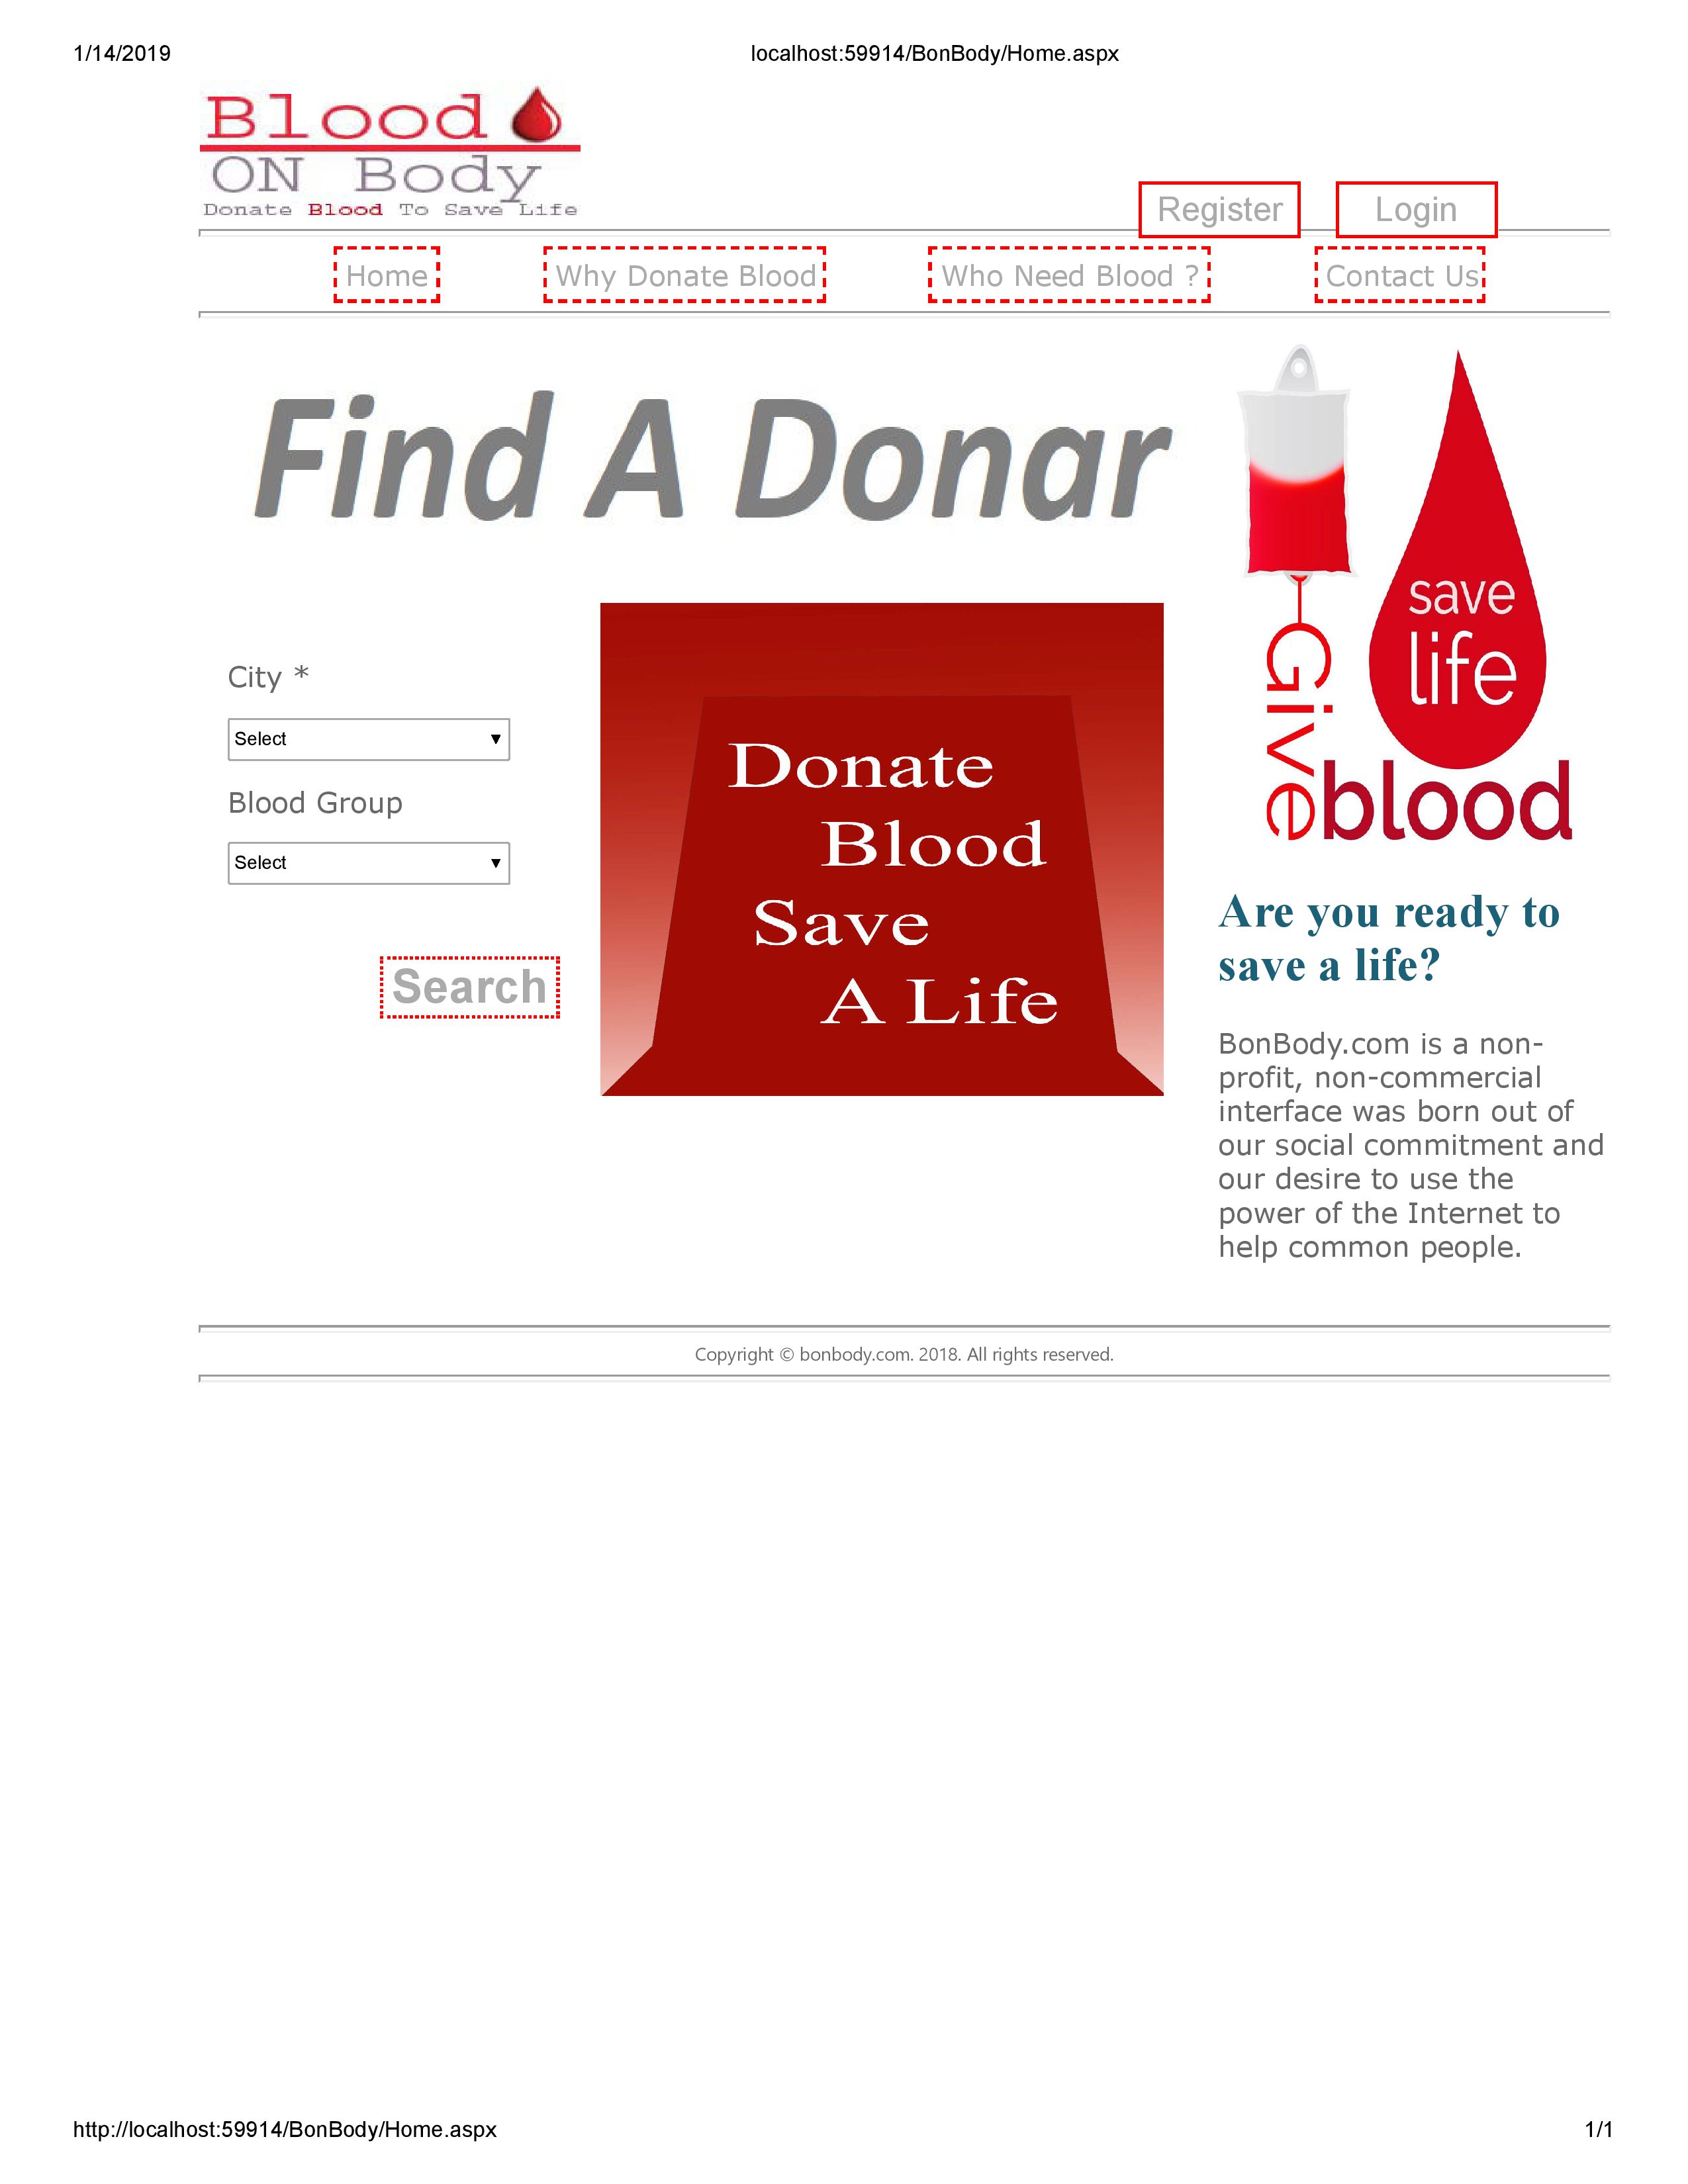 1/14/2019 localhost:59914/BonBody/Home.aspx
Blood
ON Body
Donate Blood To Save Life
Register Login
Home Why Donate Blood Who Need Blood ? Contact Us
Find A Donar
City *
Select
Blood Group
Select
Search
Donate
Blood
Save
A Life
save
life
Give
blood
Are you ready to
save a life?
BonBody.com is a non-
profit, non-commercial
interface was born out of
our social commitment and
our desire to use the
power of the Internet to
help common people.
Copyright © bonbody.com. 2018. All rights reserved.
http://localhost:59914/BonBody/Home.aspx 1/1